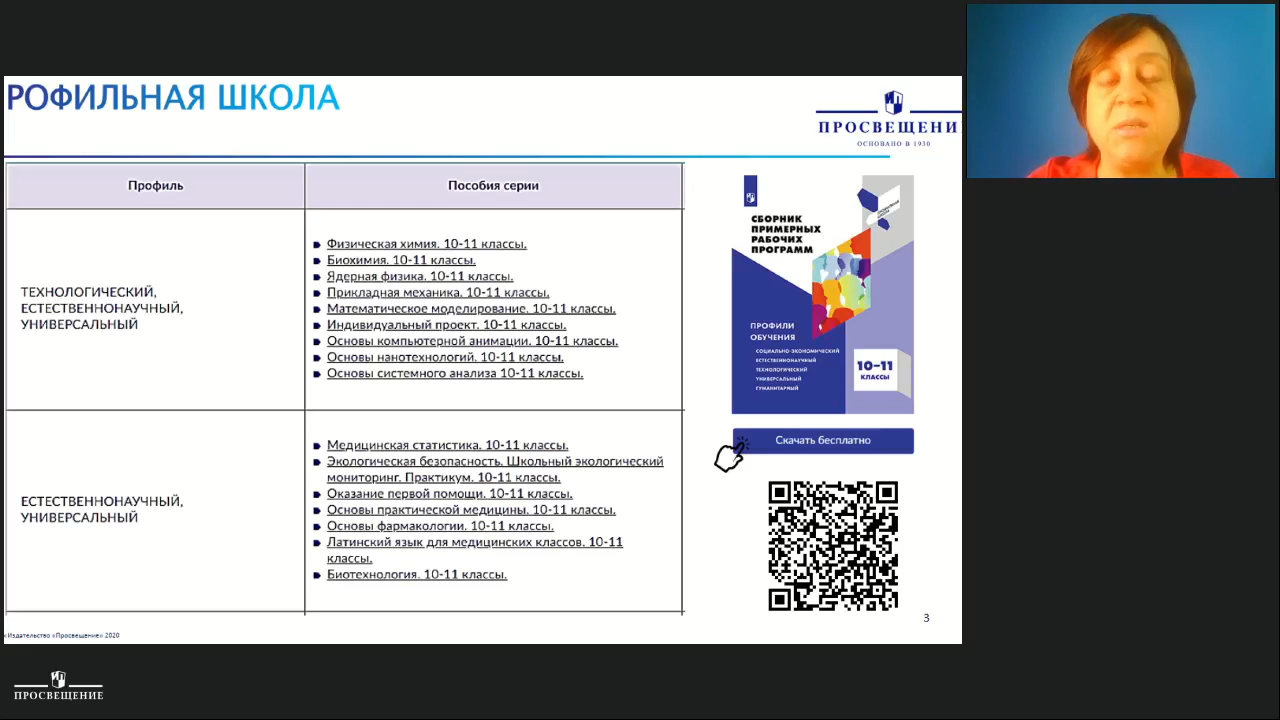 РОФИЛЬНАЯ ШКОЛА
ПРОСВЕЩЕНИ
ОСНОВАНО В 1930
Профиль
Пособия серии
ТЕХНОЛОГИЧЕСКИЙ,
ЕСТЕСТВЕННОНАУЧНЫЙ,
УНИВЕРСАЛЬНЫЙ
Физическая химия. 10-11 классы.
Биохимия. 10-11 классы.
Ядерная физика. 10-11 классы.
Прикладная механика. 10-11 классы.
Математическое моделирование. 10-11 классы.
Индивидуальный проект. 10-11 классы.
Основы компьютерной анимации. 10-11 классы.
Основы нанотехнологий. 10-11 классы.
Основы системного анализа 10-11 классы.
ЕСТЕСТВЕННОНАУЧНЫЙ,
УНИВЕРСАЛЬНЫЙ
Медицинская статистика. 10-11 классы.
Экологическая безопасность. Школьный экологический
мониторинг. Практикум. 10-11 классы.
Оказание первой помощи. 10-11 классы.
Основы практической медицины. 10-11 классы.
Основы фармакологии. 10-11 классы.
Латинский язык для медицинских классов. 10-11
классы.
Биотехнология. 10-11 классы.
СБОРНИК
ПРИМЕРНЫХ
РАБОЧИХ
ПРОГРАММ
ПРОФИЛИ
ОБУЧЕНИЯ
СОЦИАЛЬНО-ЭКОНОМИЧЕСКИЙ
ЕСТЕСТВЕННОНАУЧНЫЙ
ТЕХНОЛОГИЧЕСКИЙ
УНИВЕРСАЛЬНЫЙ
ГУМАНИТАРНЫЙ
10–11
КЛАССЫ
Скачать бесплатно
3
«Издательство «Просвещение» 2020
ПРОСВЕЩЕНИЕ